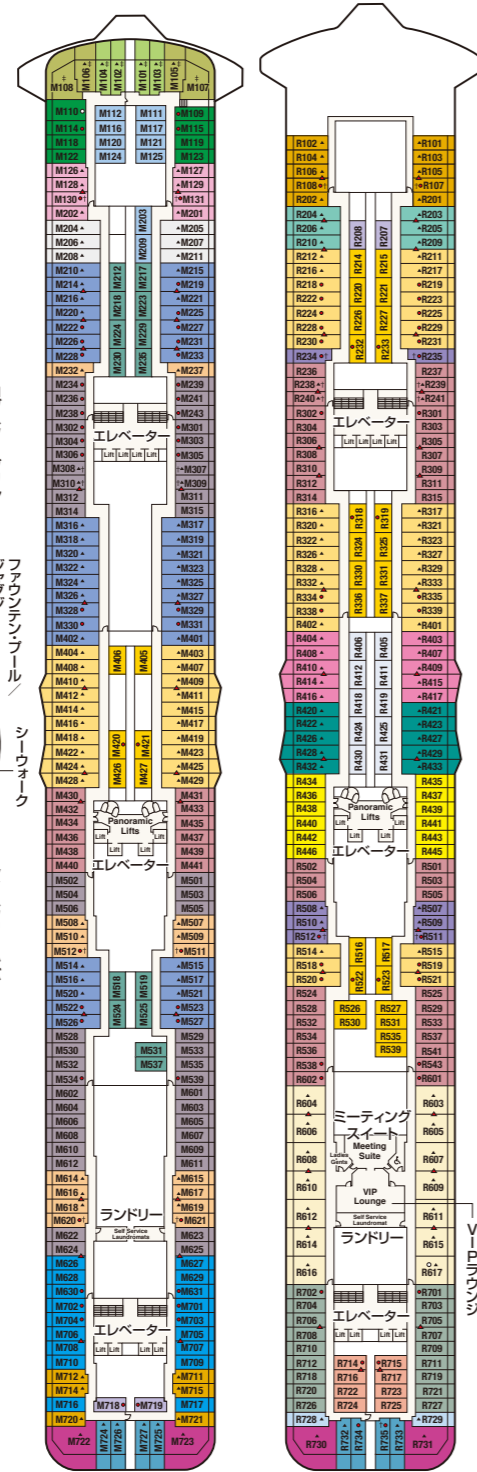 M108 M106 M104 M102 M101 M103 M105 M107
M110 M112 M111 M109
M114 M116 M117 M115
M118 M120 M121 M119
M122 M124 M125 M123
M126 M127
M128 M129
M130 M131
M202 M203 M201
M204 M205
M206 M209 M207
M208 M211
M210 M212 M217 M215
M214 M219
M216 M218 M223 M221
M220 M225
M222 M224 M229 M227
M226 M231
M228 M230 M235 M233
M232 M237
M234 M239
M236 M241
M238 M243
M302 エレベーター M301
M304 M303
M306 Lift Lift Lift Lift M305
M308 M307
M310 M309
M312 M311
M314 M315
M316 M317
M318 M319
M320 M321
M322 M323
M324 M325
M326 M327
M328 M329
M330 M331
M402 M401
M404 M406 M405 M403
M408 M407
M410 M409
M412 M411
M414 M415
M416 M417
M418 M420 M421 M419
M422 M423
M424 M426 M427 M425
M428 M429
M430 M431
M432 Panoramic Lifts M433
M434 M435
M436 Lift Lift M437
M438 Lift Lift M439
M440 エレベーター M441
M502 M501
M504 M503
M506 M505
M508 M507
M510 M509
M512 M511
M514 M515
M516 M518 M519 M517
M520 M521
M522 M524 M525 M523
M526 M527
M528 M529
M530 M531 M533
M532 M537 M535
M534 M539
M602 M601
M604 M603
M606 M605
M608 M607
M610 M609
M612 M611
M614 M615
M616 M617
M618 ランドリー M619
M620 M621
M622 Self Service Laundromats M623
M624 M625
M626 M627
M628 M629
M630 M631
M702 M701
M704 エレベーター M703
M706 M705
M708 Lift Lift Lift Lift M707
M710 M709
M712 M711
M714 M715
M716 M718 M719 M717
M720 M721
M722 M724 M726 M727 M725 M723
ファウンテン・プール/
シーウォーク
R102 R101
R104 R103
R106 R105
R108 R107
R202 R201
R204 R203
R206 R208 R207 R205
R210 R209
R212 R214 R215 R211
R216 R217
R218 R220 R221 R219
R222 R223
R224 R226 R227 R225
R228 R229
R230 R232 R233 R231
R234 R235
R236 R237
R238 R239
R240 R241
R302 R301
R304 エレベーター R303
R306 R305
R308 Lift Lift Lift Lift R307
R310 R309
R312 R311
R314 R315
R316 R318 R319 R317
R320 R321
R322 R324 R325 R323
R326 R327
R328 R330 R331 R329
R332 R333
R334 R336 R337 R335
R338 R339
R402 R401
R404 R406 R405 R403
R408 R407
R410 R412 R411 R409
R414 R415
R416 R418 R419 R417
R420 R421
R422 R424 R425 R423
R426 R427
R428 R430 R431 R429
R432 R433
R434 R435
R436 Panoramic Lifts R437
R438 R439
R440 Lift Lift R441
R442 Lift Lift R443
R446 エレベーター R445
R502 R501
R504 R503
R506 R505
R508 R507
R510 R509
R512 R511
R514 R516 R517 R515
R518 R519
R520 R522 R523 R521
R524 R525
R528 R526 R527 R529
R532 R530 R531 R533
R534 R535 R537
R536 R539 R541
R538 R543
R602 R601
R604 R603
R606 ミーティング R605
スイート
R608 Meeting Suite R607
Ladies Gents
R610 VIP Lounge R609
R612 Self Service Laundromat R611
R614 ランドリー R615
R616 R617
R702 R701
R704 エレベーター R703
R706 R705
R708 Lift Lift Lift Lift R707
R710 R709
R712 R714 R715 R711
R718 R716 R717 R719
R720 R722 R723 R721
R726 R724 R725 R727
R728 R729
R730 R732 R734 R735 R733 R731
VIPラウンジ